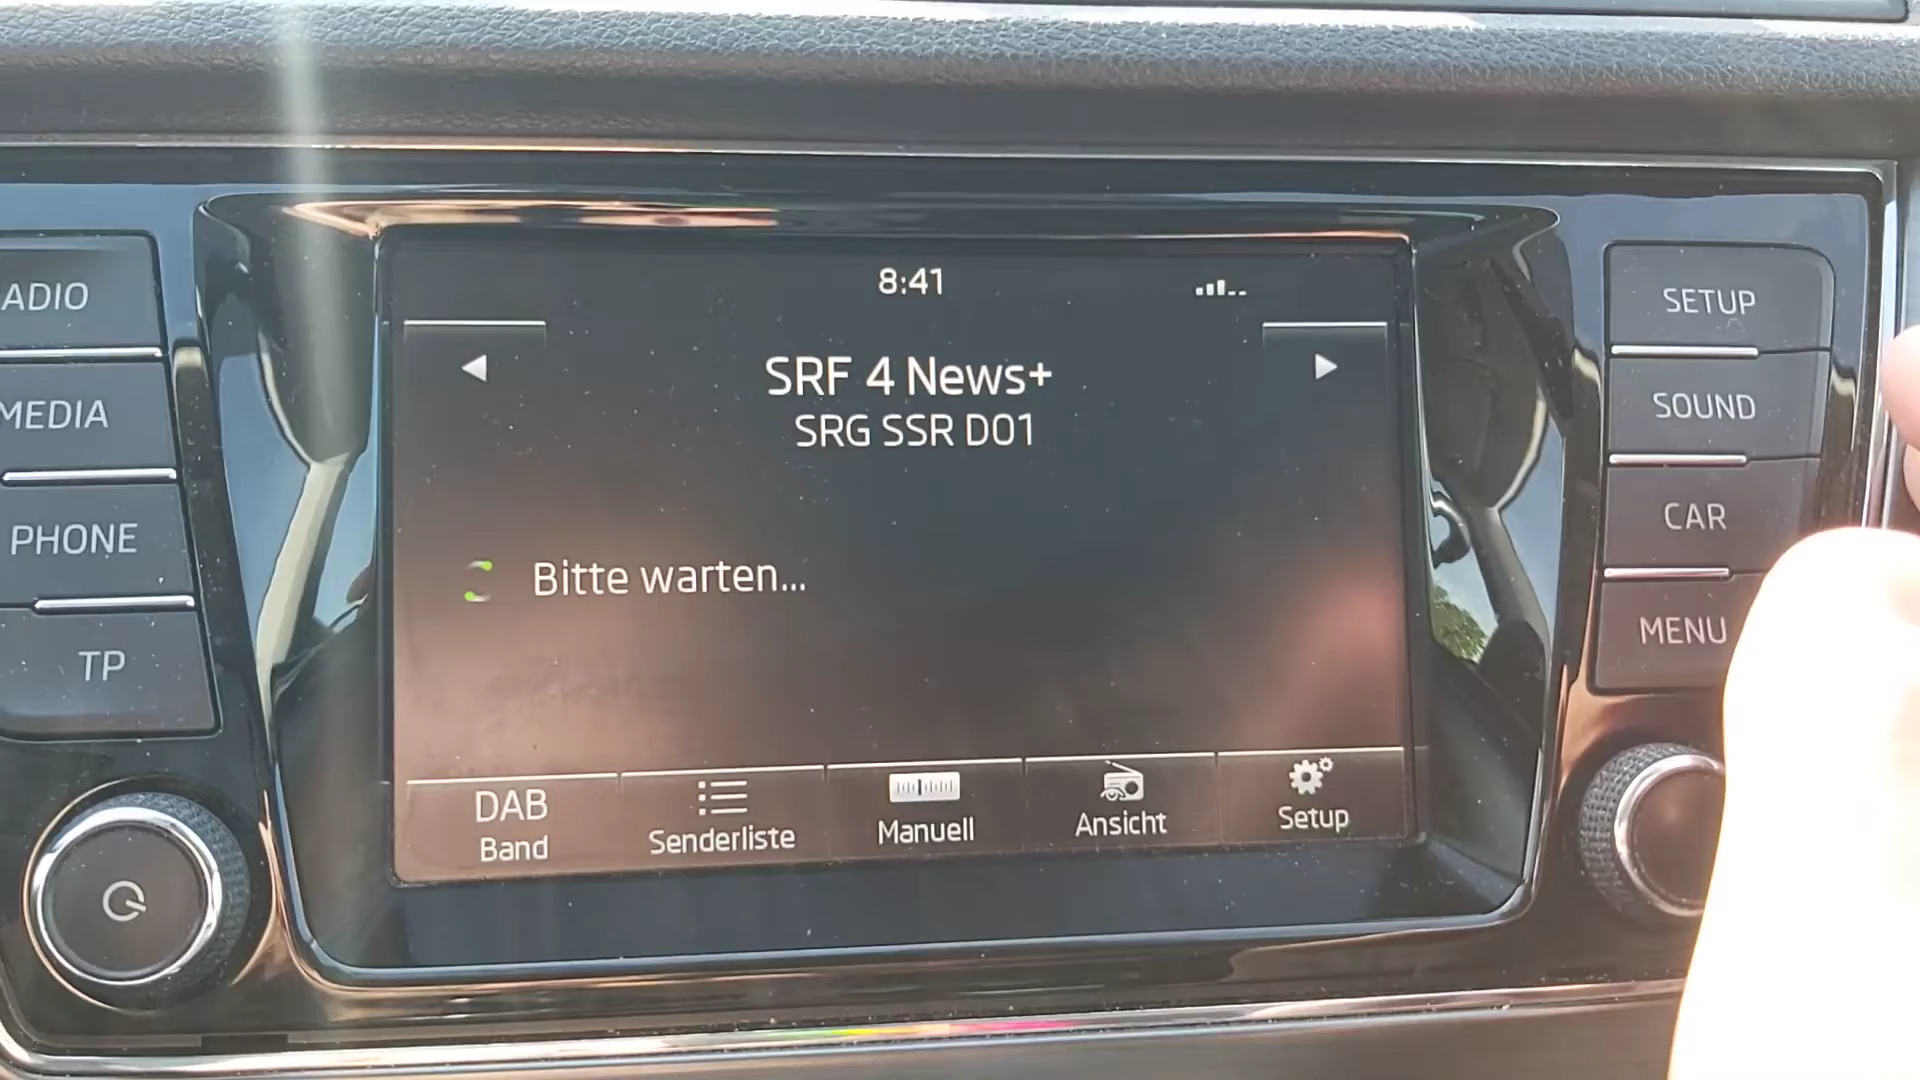 8:41
SRF 4 News+
SRG SSR D01
Bitte warten...
DAB
Band
Senderliste
Manuell
Ansicht
Setup
ADIO
MEDIA
PHONE
TP
SETUP
SOUND
CAR
MENU